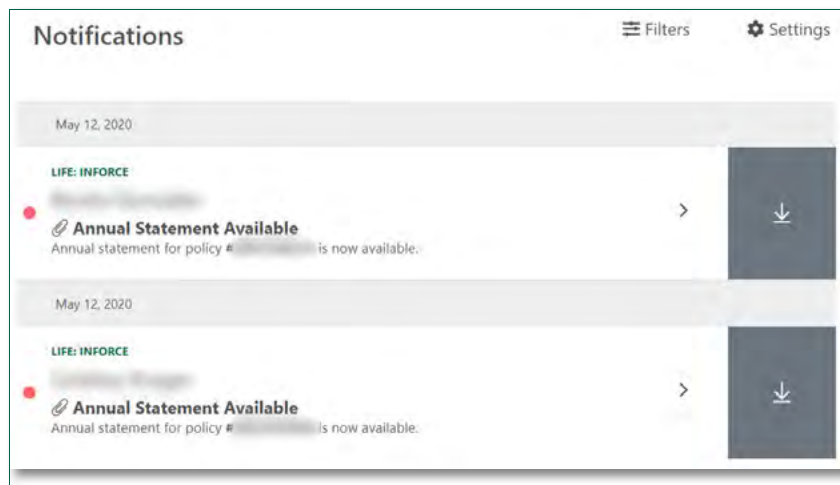 Notifications
Filters
Settings
May 12, 2020
LIFE: INFORCE
Annual Statement Available
Annual statement for policy # is now available.
May 12, 2020
LIFE: INFORCE
Annual Statement Available
Annual statement for policy # is now available.